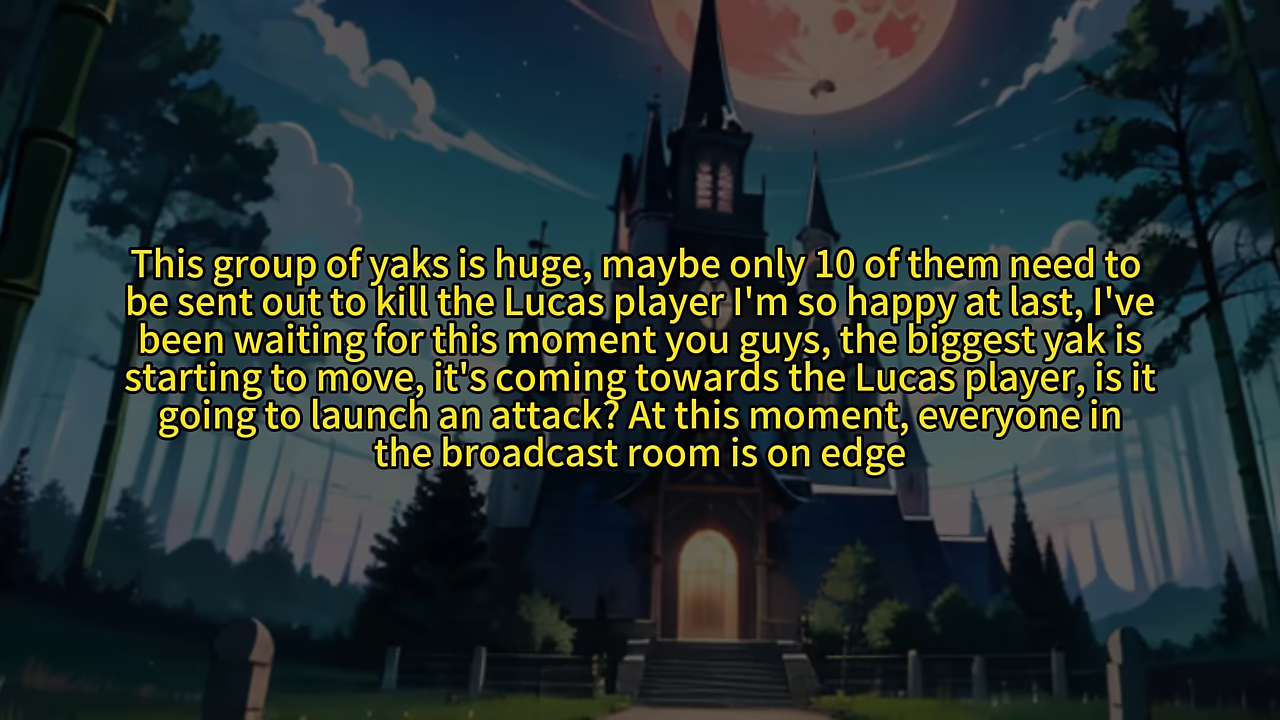 This group of yaks is huge, maybe only 10 of them need to
be sent out to kill the Lucas player I'm so happy at last, I've
been waiting for this moment you guys, the biggest yak is
starting to move, it's coming towards the Lucas player, is it
going to launch an attack? At this moment, everyone in
the broadcast room is on edge